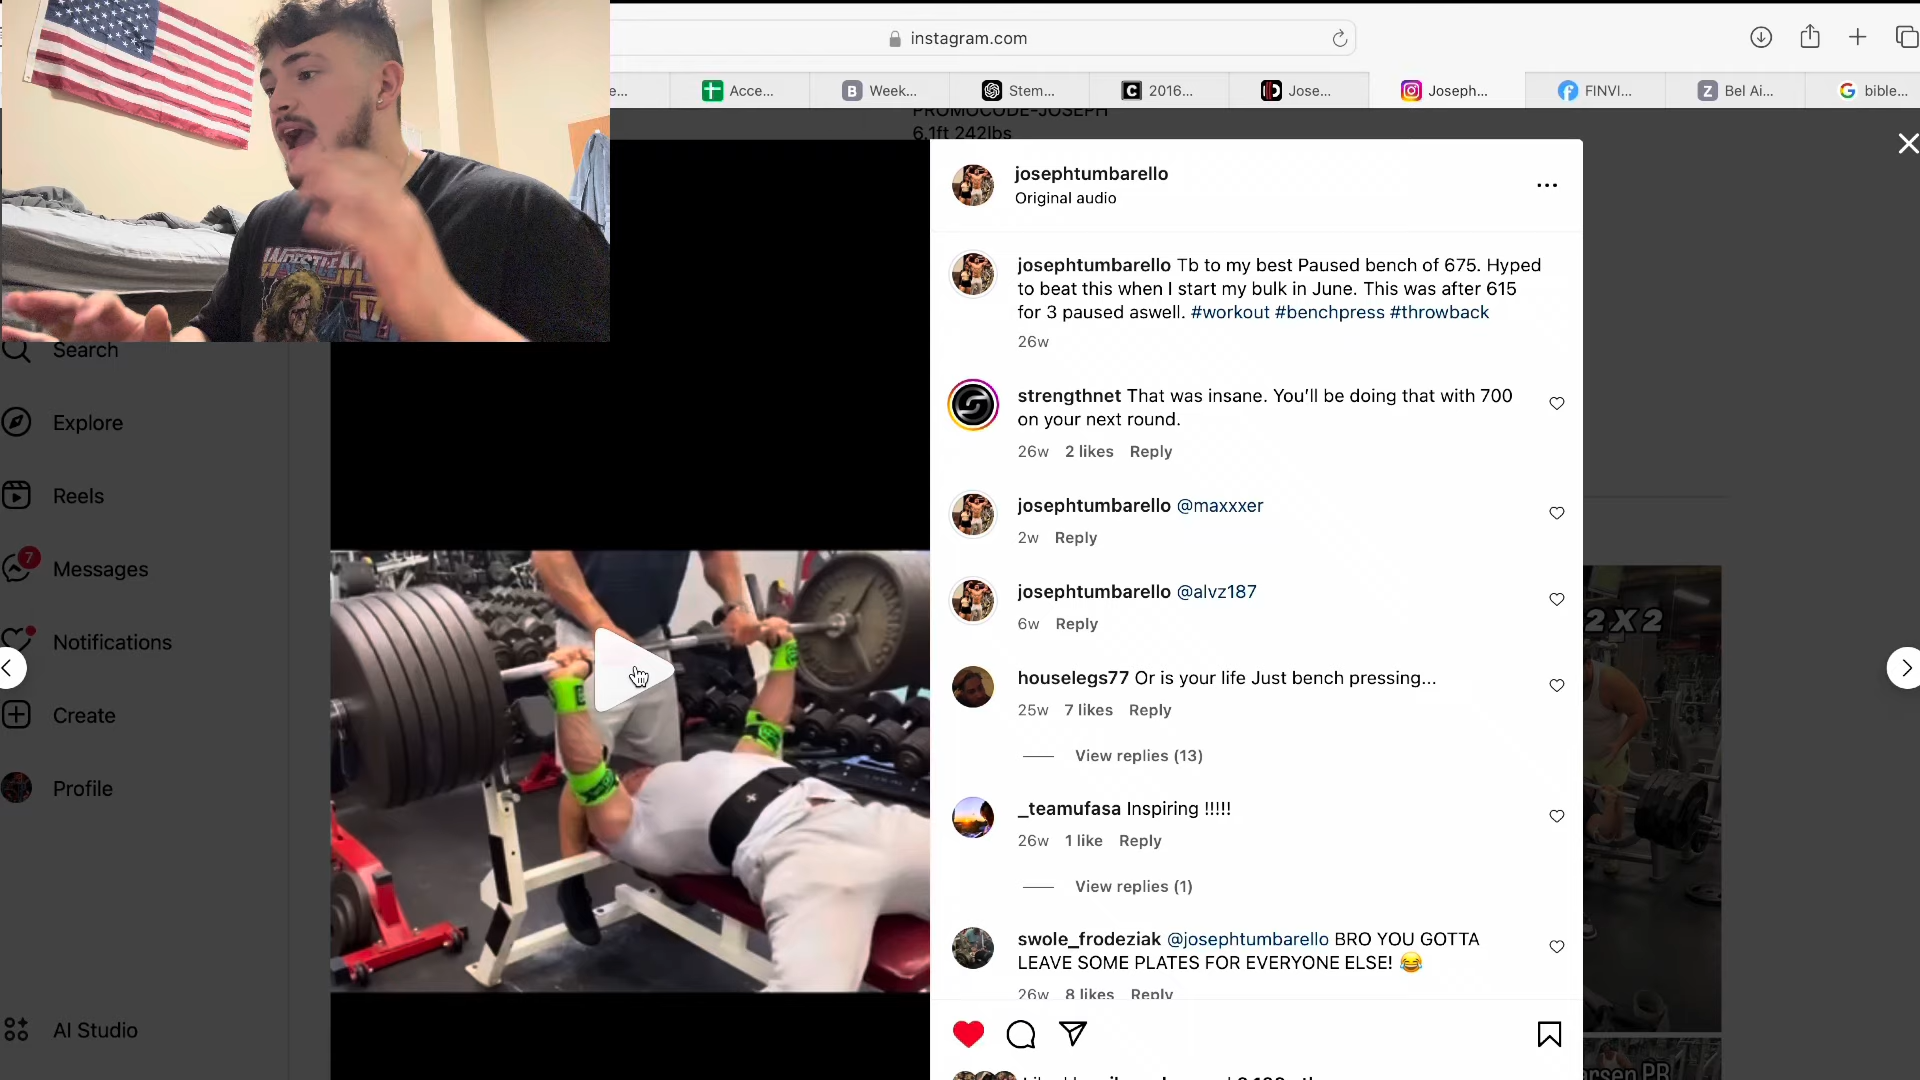 instagram.com
e...
Acce...
Week...
Stem...
2016...
Jose...
Joseph...
FINVI...
Bel Ai...
bible...
PROMOCODE-JOSEPH
6,1ft 242lbs
josephtumbarello
Original audio
josephtumbarello Tb to my best Paused bench of 675. Hyped
to beat this when I start my bulk in June. This was after 615
for 3 paused aswell. #workout #benchpress #throwback
26w
strengthnet That was insane. You'll be doing that with 700
on your next round.
26w 2 likes Reply
josephtumbarello @maxxxer
2w Reply
josephtumbarello @alvz187
6w Reply
houselegs77 Or is your life Just bench pressing...
25w 7 likes Reply
View replies (13)
_teamufasa Inspiring !!!!!
26w 1 like Reply
View replies (1)
swole_frodeziak @josephtumbarello BRO YOU GOTTA
LEAVE SOME PLATES FOR EVERYONE ELSE! 😂
26w 8 likes Reply
Search
Explore
Reels
7
Messages
Notifications
Create
Profile
AI Studio
2X2
PR